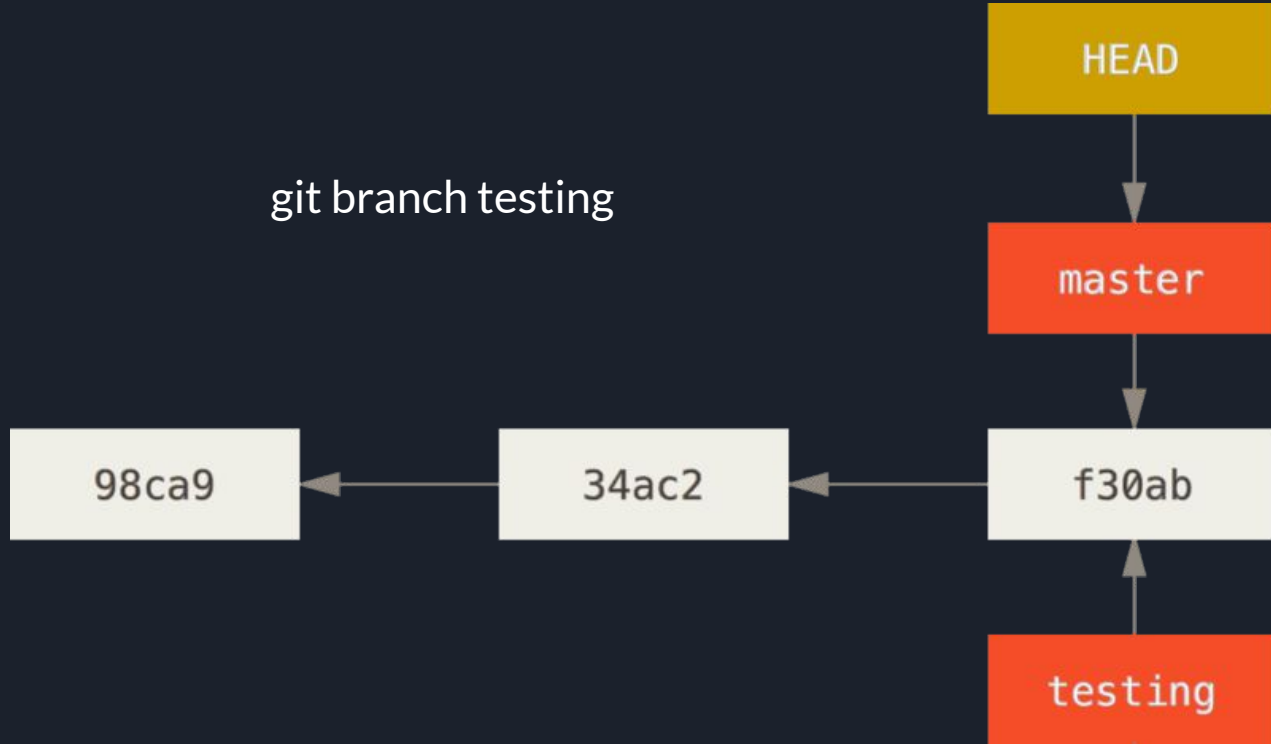 HEAD
git branch testing
master
98ca9
34ac2
f30ab
testing